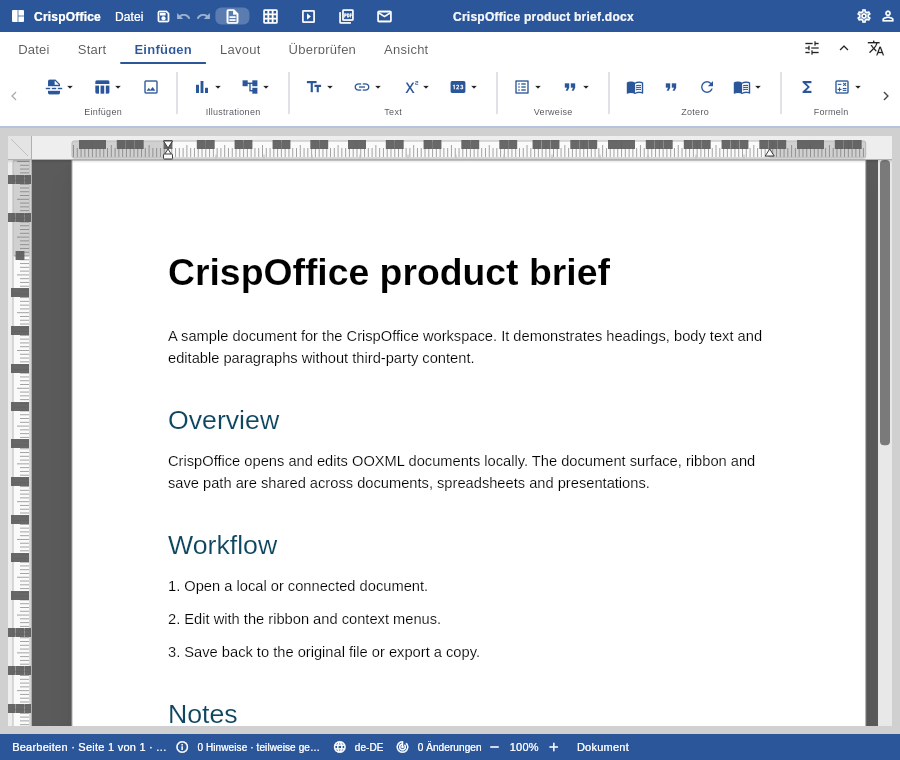 CrispOffice Datei CrispOffice product brief.docx
Datei Start Einfügen Layout Überprüfen Ansicht
Einfügen Illustrationen Text Verweise Zotero Formeln
CrispOffice product brief
A sample document for the CrispOffice workspace. It demonstrates headings, body text and
editable paragraphs without third-party content.
Overview
CrispOffice opens and edits OOXML documents locally. The document surface, ribbon and
save path are shared across documents, spreadsheets and presentations.
Workflow
1. Open a local or connected document.
2. Edit with the ribbon and context menus.
3. Save back to the original file or export a copy.
Notes
Bearbeiten · Seite 1 von 1 · ... 0 Hinweise · teilweise ge... de-DE 0 Änderungen 100% Dokument